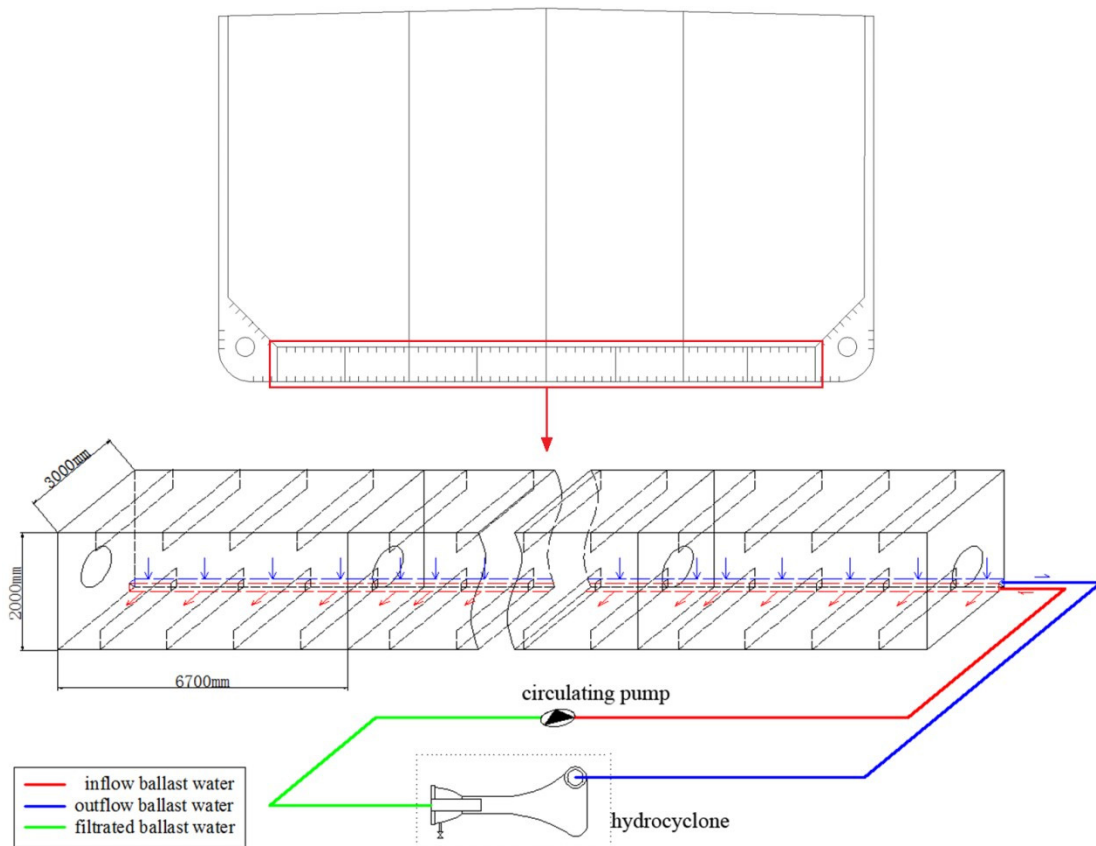 3000mm
2000mm
6700mm
circulating pump
inflow ballast water
outflow ballast water
filtrated ballast water
hydrocyclone